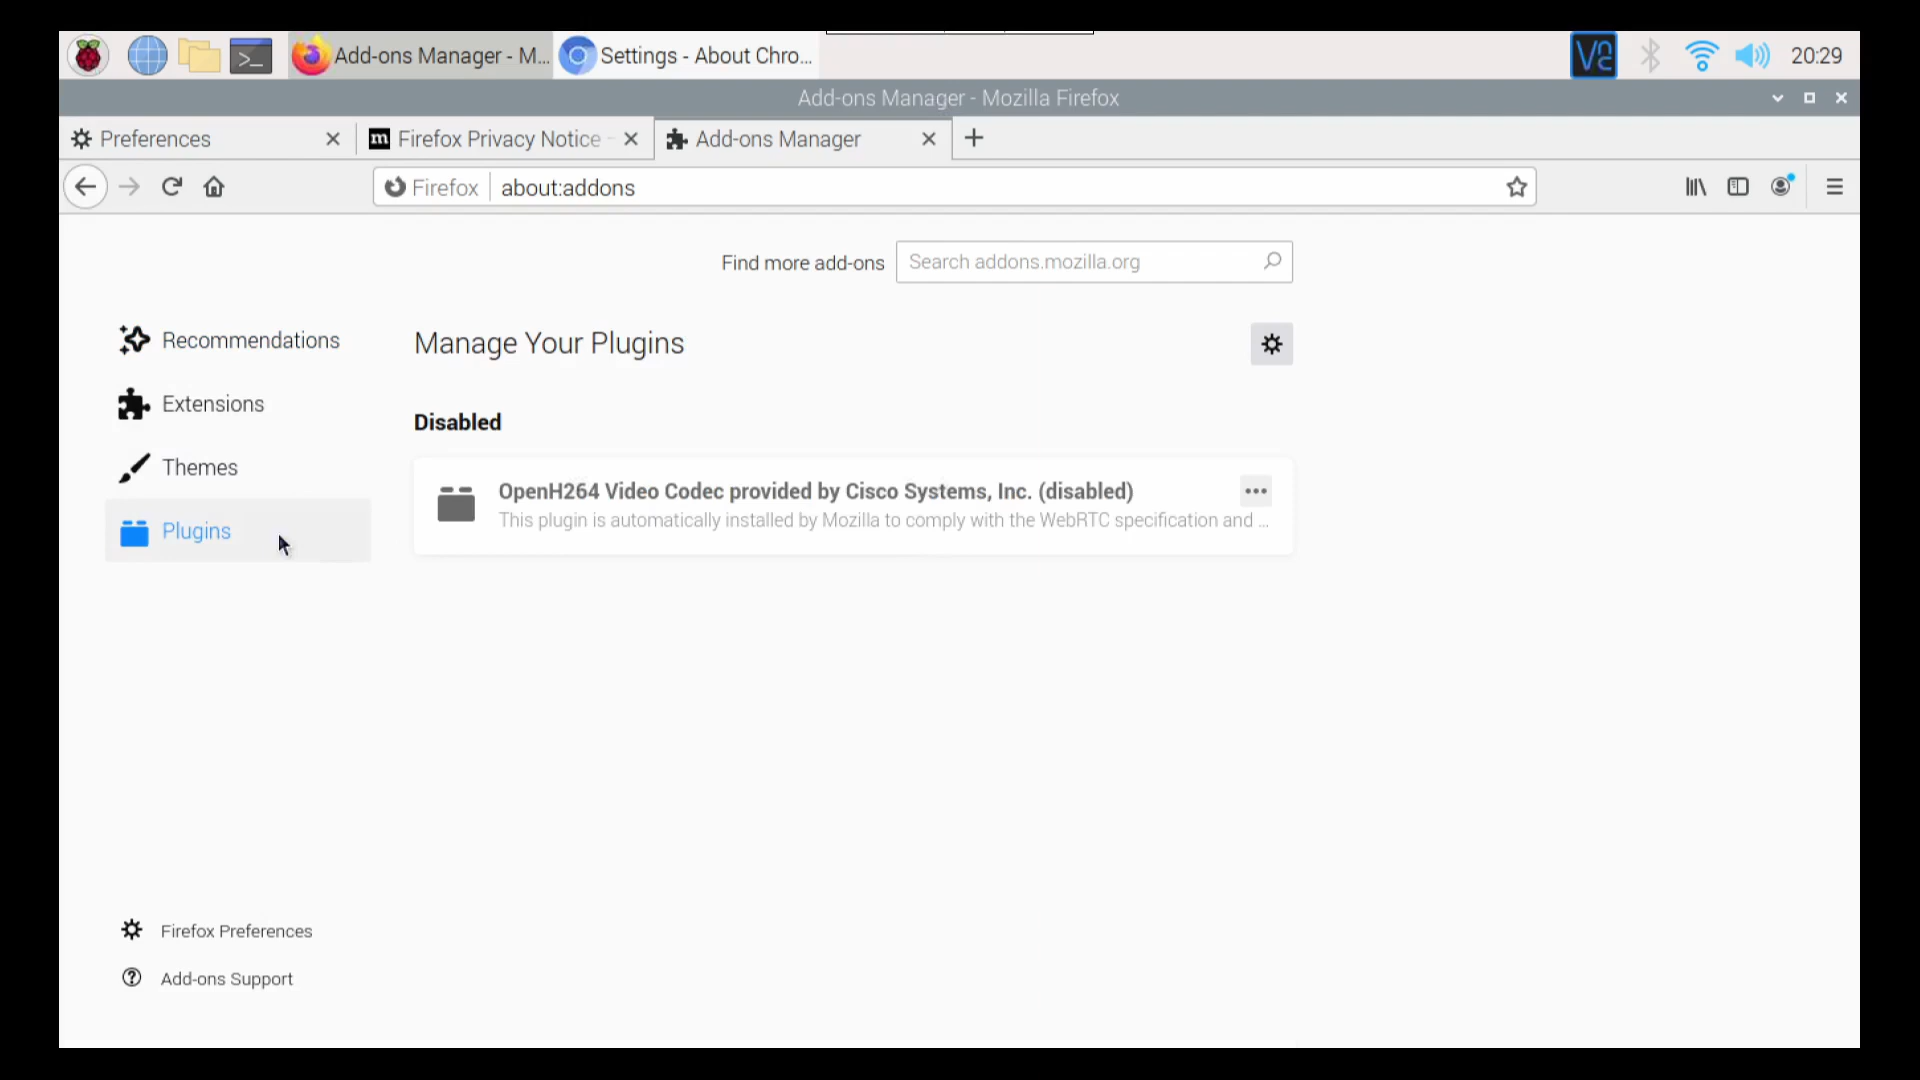 Add-ons Manager - M...
Settings - About Chro...
20:29
Add-ons Manager - Mozilla Firefox
Preferences
Firefox Privacy Notice
Add-ons Manager
Firefox
about:addons
Find more add-ons
Search addons.mozilla.org
Recommendations
Extensions
Themes
Plugins
Manage Your Plugins
Disabled
OpenH264 Video Codec provided by Cisco Systems, Inc. (disabled)
This plugin is automatically installed by Mozilla to comply with the WebRTC specification and ...
Firefox Preferences
Add-ons Support